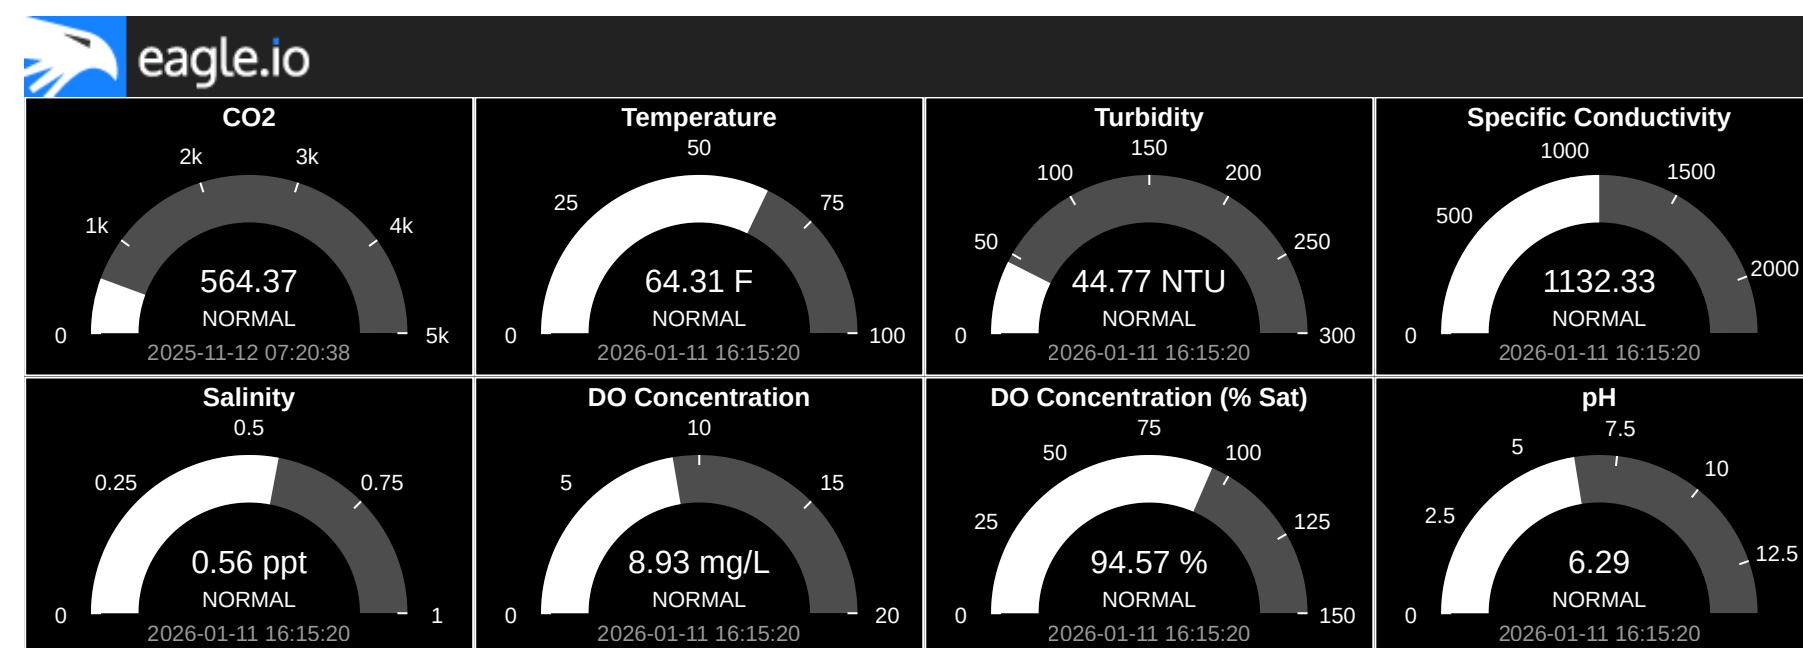 eagle.io
CO2
0
1k
2k
3k
4k
5k
564.37
NORMAL
2025-11-12 07:20:38
Temperature
0
25
50
75
100
64.31 F
NORMAL
2026-01-11 16:15:20
Turbidity
0
50
100
150
200
250
300
44.77 NTU
NORMAL
2026-01-11 16:15:20
Specific Conductivity
0
500
1000
1500
2000
1132.33
NORMAL
2026-01-11 16:15:20
Salinity
0
0.25
0.5
0.75
1
0.56 ppt
NORMAL
2026-01-11 16:15:20
DO Concentration
0
5
10
15
20
8.93 mg/L
NORMAL
2026-01-11 16:15:20
DO Concentration (% Sat)
0
25
50
75
100
125
150
94.57 %
NORMAL
2026-01-11 16:15:20
pH
0
2.5
5
7.5
10
12.5
6.29
NORMAL
2026-01-11 16:15:20